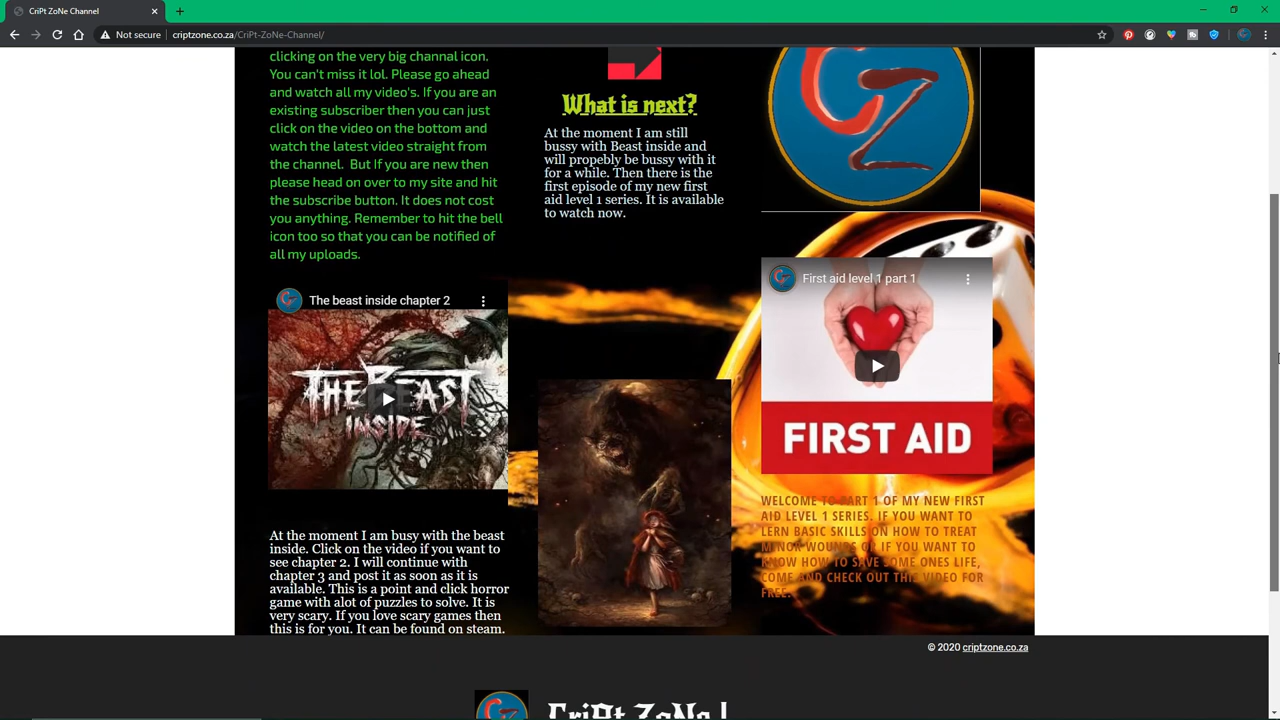 CriPt ZoNe Channel
Not secure
criptzone.co.za/CriPt-ZoNe-Channel/
clicking on the very big channal icon.
You can't miss it lol. Please go ahead
and watch all my video's. If you are an
existing subscriber then you can just
click on the video on the bottom and
watch the latest video straight from
the channel. But If you are new then
please head on over to my site and hit
the subscribe button. It does not cost
you anything. Remember to hit the bell
icon too so that you can be notified of
all my uploads.
The beast inside chapter 2
THE BEAST
INSIDE
At the moment I am busy with the beast
inside. Click on the video if you want to
see chapter 2. I will continue with
chapter 3 and post it as soon as it is
available. This is a point and click horror
game with alot of puzzles to solve. It is
very scary. If you love scary games then
this is for you. It can be found on steam.
What is next?
At the moment I am still
bussy with Beast inside and
will propebly be bussy with it
for a while. Then there is the
first episode of my new first
aid level 1 series. It is available
to watch now.
CZ
First aid level 1 part 1
FIRST AID
WELCOME TO PART 1 OF MY NEW FIRST
AID LEVEL 1 SERIES. IF YOU WANT TO
LERN BASIC SKILLS ON HOW TO TREAT
MINOR WOUNDS OR IF YOU WANT TO
KNOW HOW TO SAVE SOME ONES LIFE,
COME AND CHECK OUT THIS VIDEO FOR
FREE.
© 2020 criptzone.co.za
CriPt ZoNe |